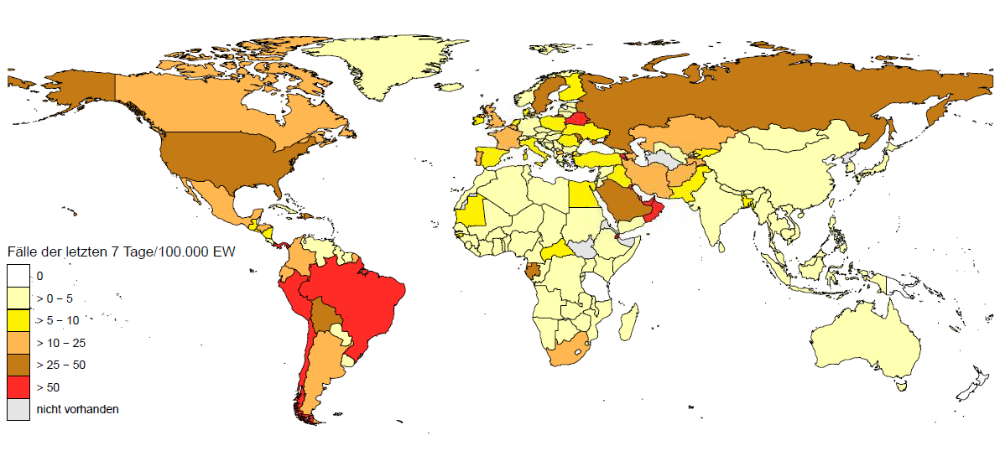 Fälle der letzten 7 Tage/100.000 EW
0
> 0 – 5
> 5 – 10
> 10 – 25
> 25 – 50
> 50
nicht vorhanden